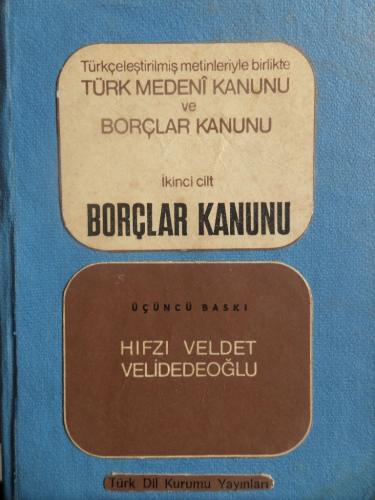 Türkçeleştirilmiş metinleriyle birlikte
TÜRK MEDENÎ KANUNU
ve
BORÇLAR KANUNU
İkinci cilt
BORÇLAR KANUNU
ÜÇÜNCÜ BASKI
HIFZI VELDET
VELİDEDEOĞLU
Türk Dil Kurumu Yayınları